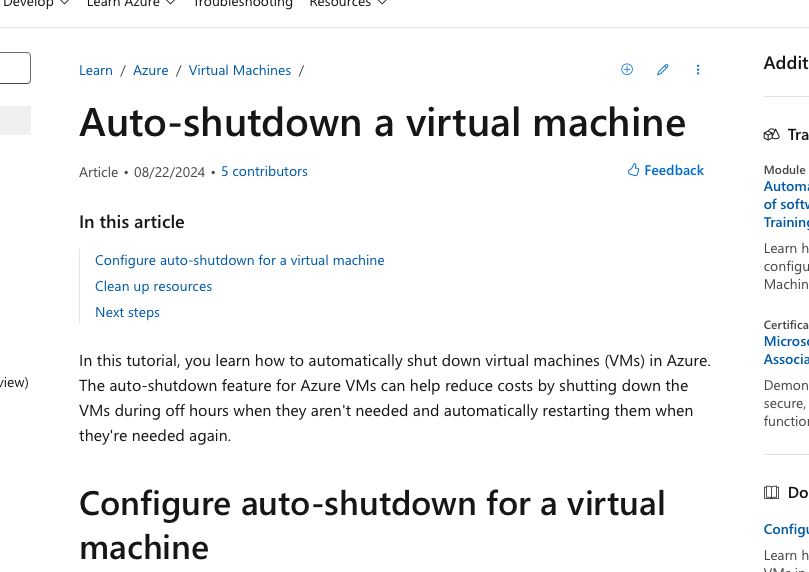 Develop Learn Azure Troubleshooting Resources
Learn / Azure / Virtual Machines /
Auto-shutdown a virtual machine
Article • 08/22/2024 • 5 contributors
Feedback
In this article
Configure auto-shutdown for a virtual machine
Clean up resources
Next steps
In this tutorial, you learn how to automatically shut down virtual machines (VMs) in Azure.
The auto-shutdown feature for Azure VMs can help reduce costs by shutting down the
VMs during off hours when they aren't needed and automatically restarting them when
they're needed again.
Configure auto-shutdown for a virtual
machine
view)
Addit
Tra
Module
Automa
of softw
Training
Learn h
configu
Machin
Certifica
Microso
Associa
Demon
secure,
function
Do
Configu
Learn h